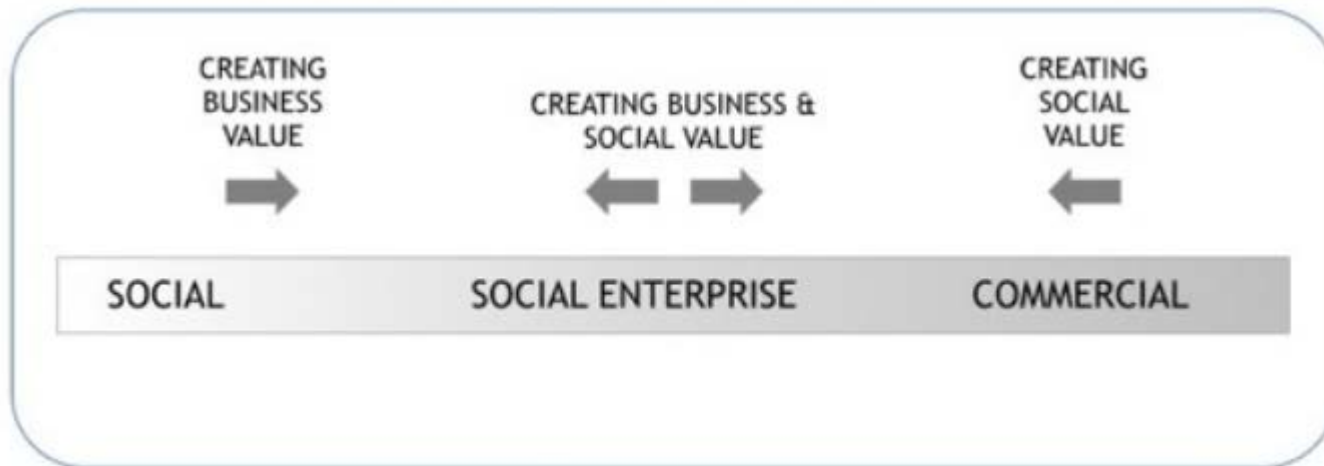 CREATING
BUSINESS
VALUE
CREATING BUSINESS &
SOCIAL VALUE
CREATING
SOCIAL
VALUE
SOCIAL
SOCIAL ENTERPRISE
COMMERCIAL